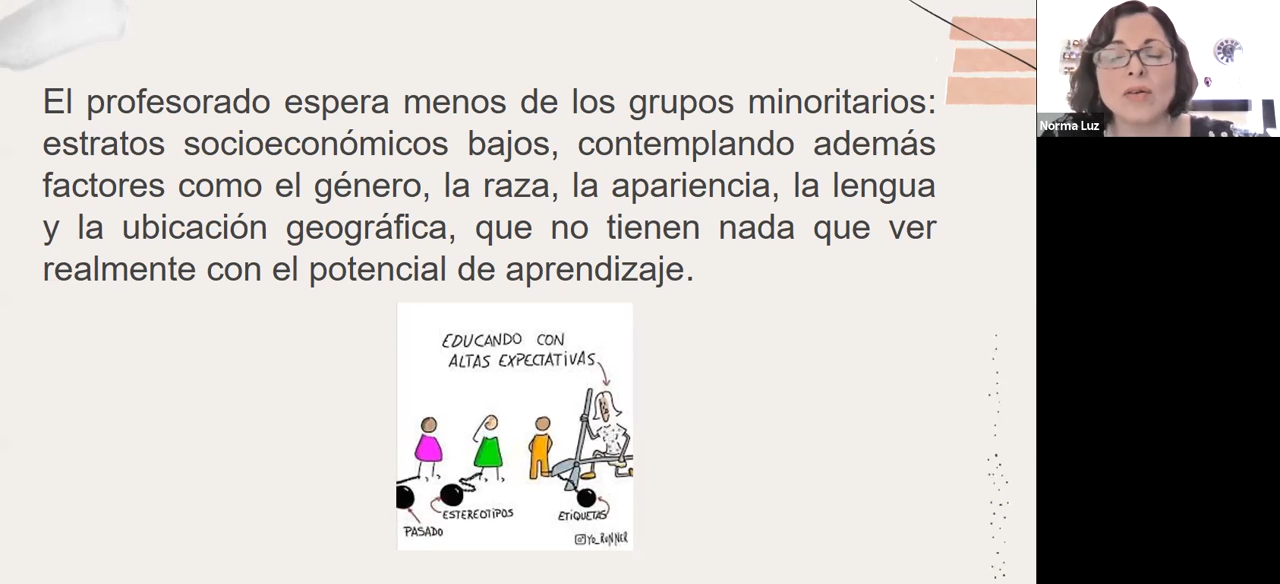 El profesorado espera menos de los grupos minoritarios:
estratos socioeconómicos bajos, contemplando además
factores como el género, la raza, la apariencia, la lengua
y la ubicación geográfica, que no tienen nada que ver
realmente con el potencial de aprendizaje.
EDUCANDO CON
ALTAS EXPECTATIVAS
ESTEREOTIPOS
ETIQUETAS
PASADO
YO_RUNNER
Norma Luz